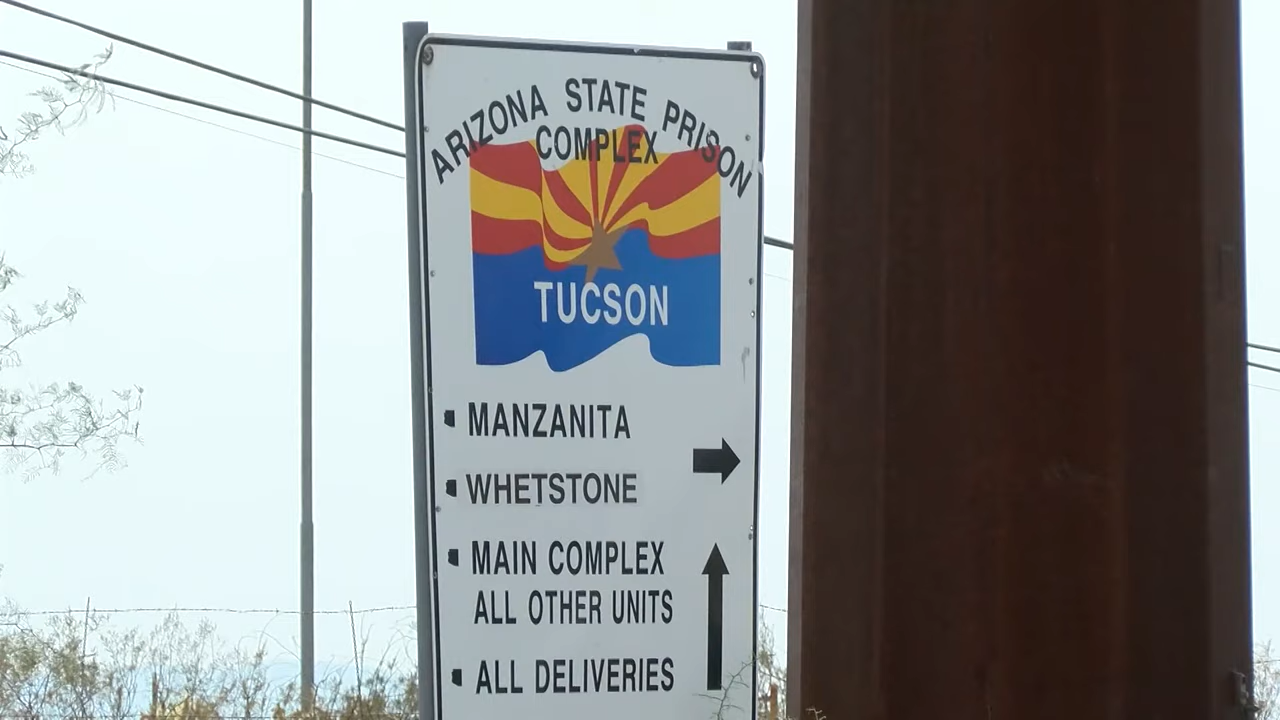 ARIZONA STATE PRISON
COMPLEX
TUCSON
MANZANITA
WHETSTONE
MAIN COMPLEX
ALL OTHER UNITS
ALL DELIVERIES